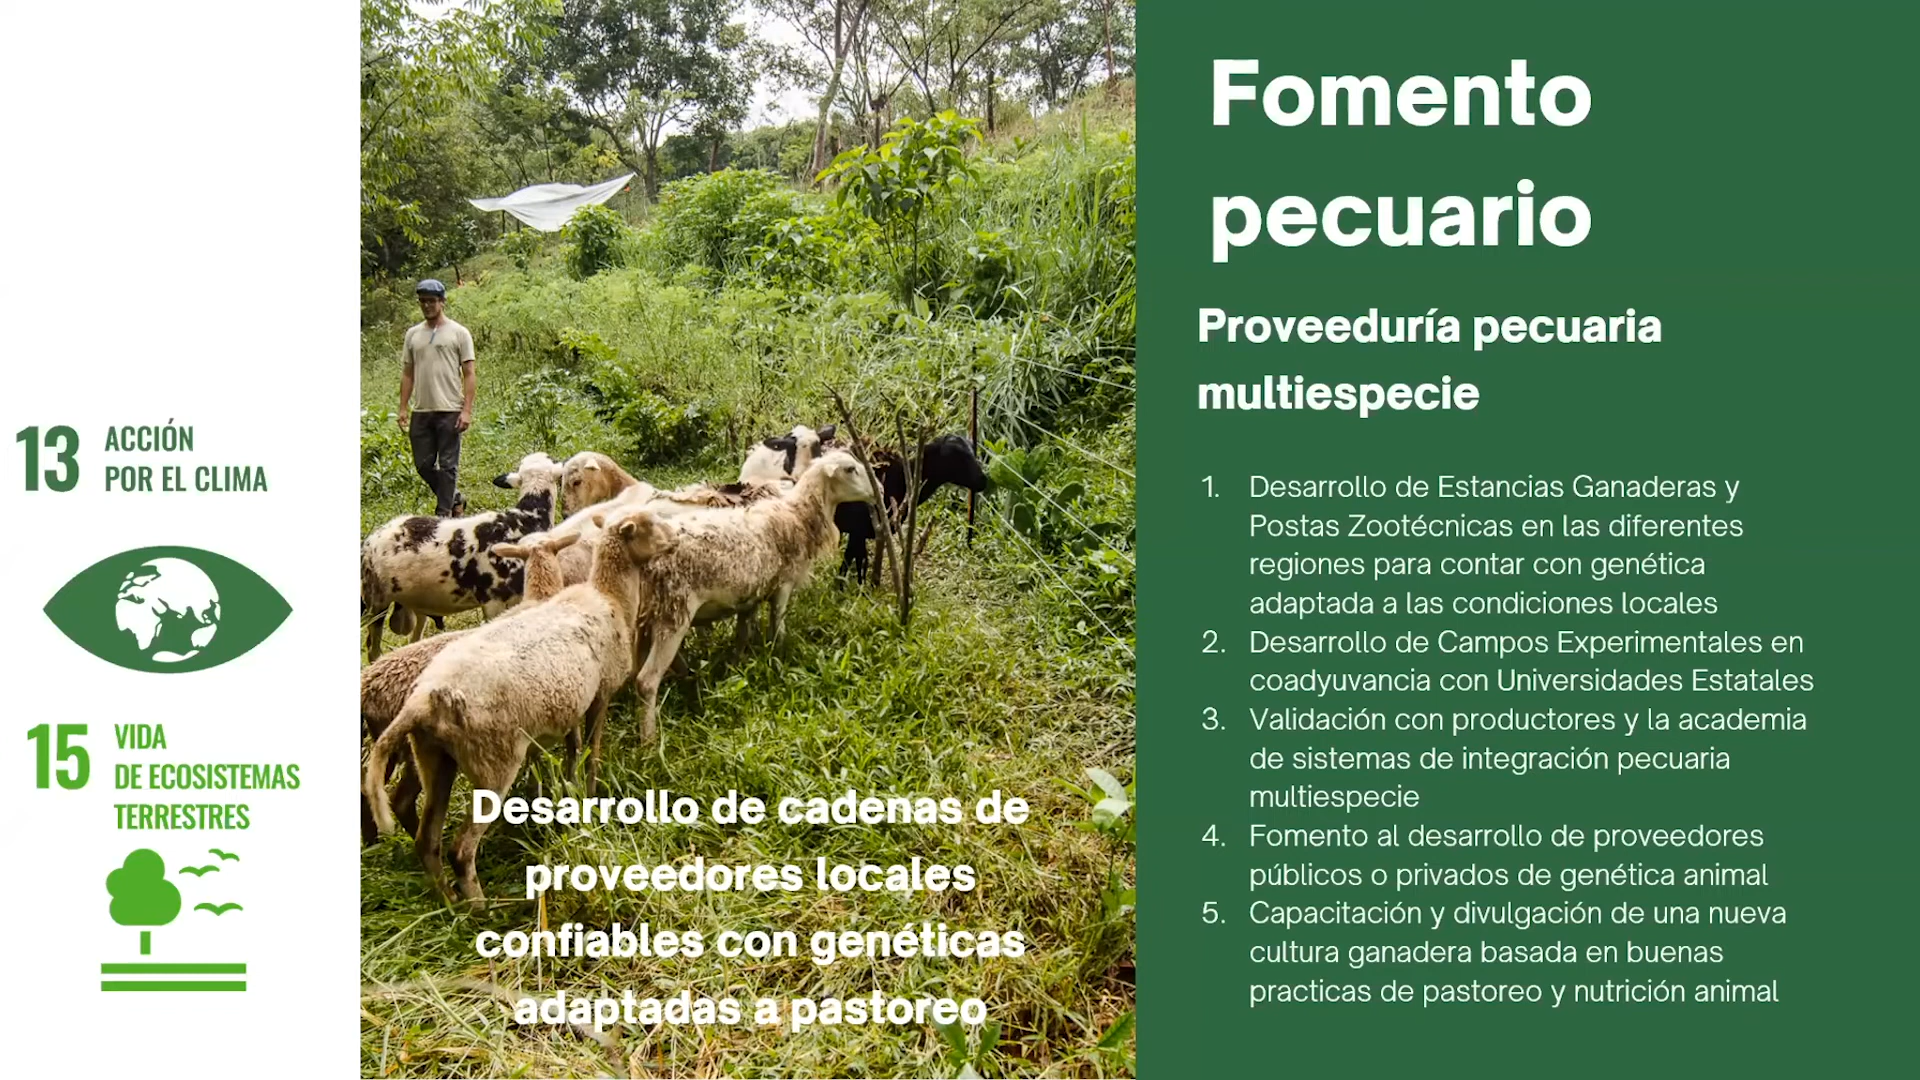 13
ACCIÓN
POR EL CLIMA
15
VIDA
DE ECOSISTEMAS
TERRESTRES
Desarrollo de cadenas de
proveedores locales
confiables con genéticas
adaptadas a pastoreo
Fomento
pecuario
Proveeduría pecuaria
multiespecie
1. Desarrollo de Estancias Ganaderas y
Postas Zootécnicas en las diferentes
regiones para contar con genética
adaptada a las condiciones locales
2. Desarrollo de Campos Experimentales en
coadyuvancia con Universidades Estatales
3. Validación con productores y la academia
de sistemas de integración pecuaria
multiespecie
4. Fomento al desarrollo de proveedores
públicos o privados de genética animal
5. Capacitación y divulgación de una nueva
cultura ganadera basada en buenas
practicas de pastoreo y nutrición animal